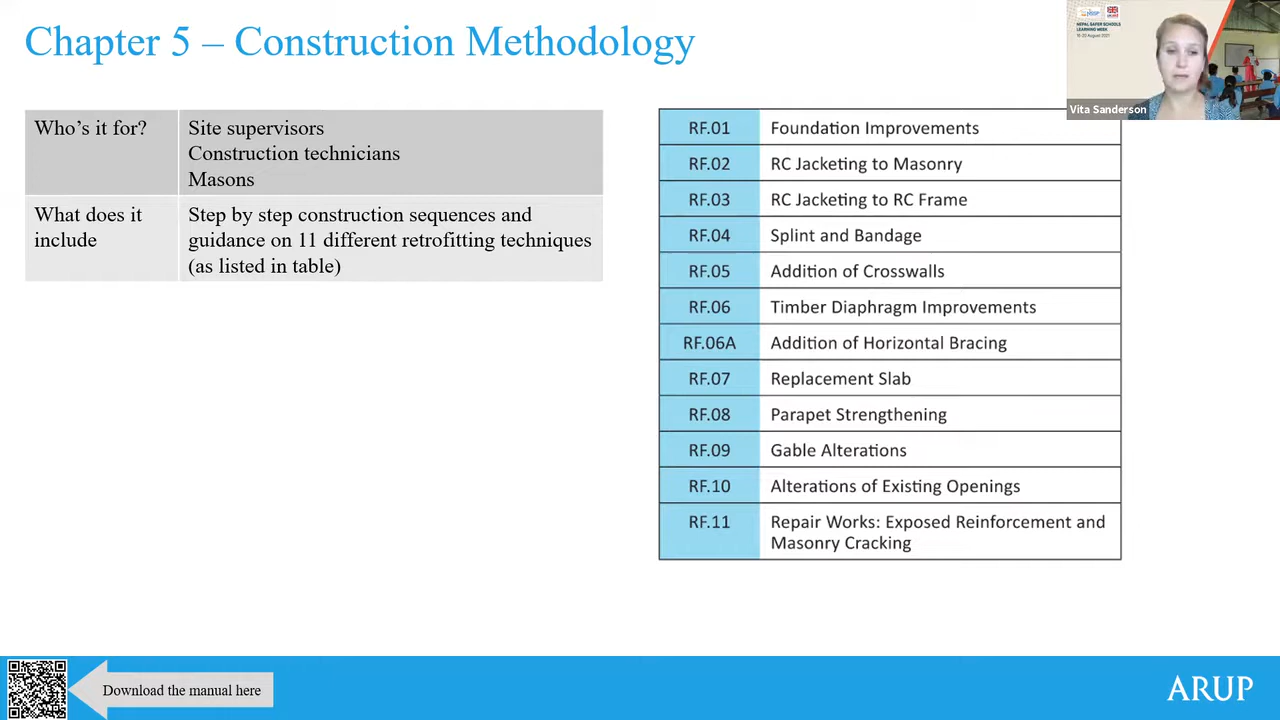 Chapter 5 – Construction Methodology
NEPAL SAFER SCHOOLS
LEARNING WEEK
Vita Sanderson
Who's it for?
Site supervisors
Construction technicians
Masons
What does it
include
Step by step construction sequences and
guidance on 11 different retrofitting techniques
(as listed in table)
RF.01 Foundation Improvements
RF.02 RC Jacketing to Masonry
RF.03 RC Jacketing to RC Frame
RF.04 Splint and Bandage
RF.05 Addition of Crosswalls
RF.06 Timber Diaphragm Improvements
RF.06A Addition of Horizontal Bracing
RF.07 Replacement Slab
RF.08 Parapet Strengthening
RF.09 Gable Alterations
RF.10 Alterations of Existing Openings
RF.11 Repair Works: Exposed Reinforcement and
Masonry Cracking
Download the manual here
ARUP